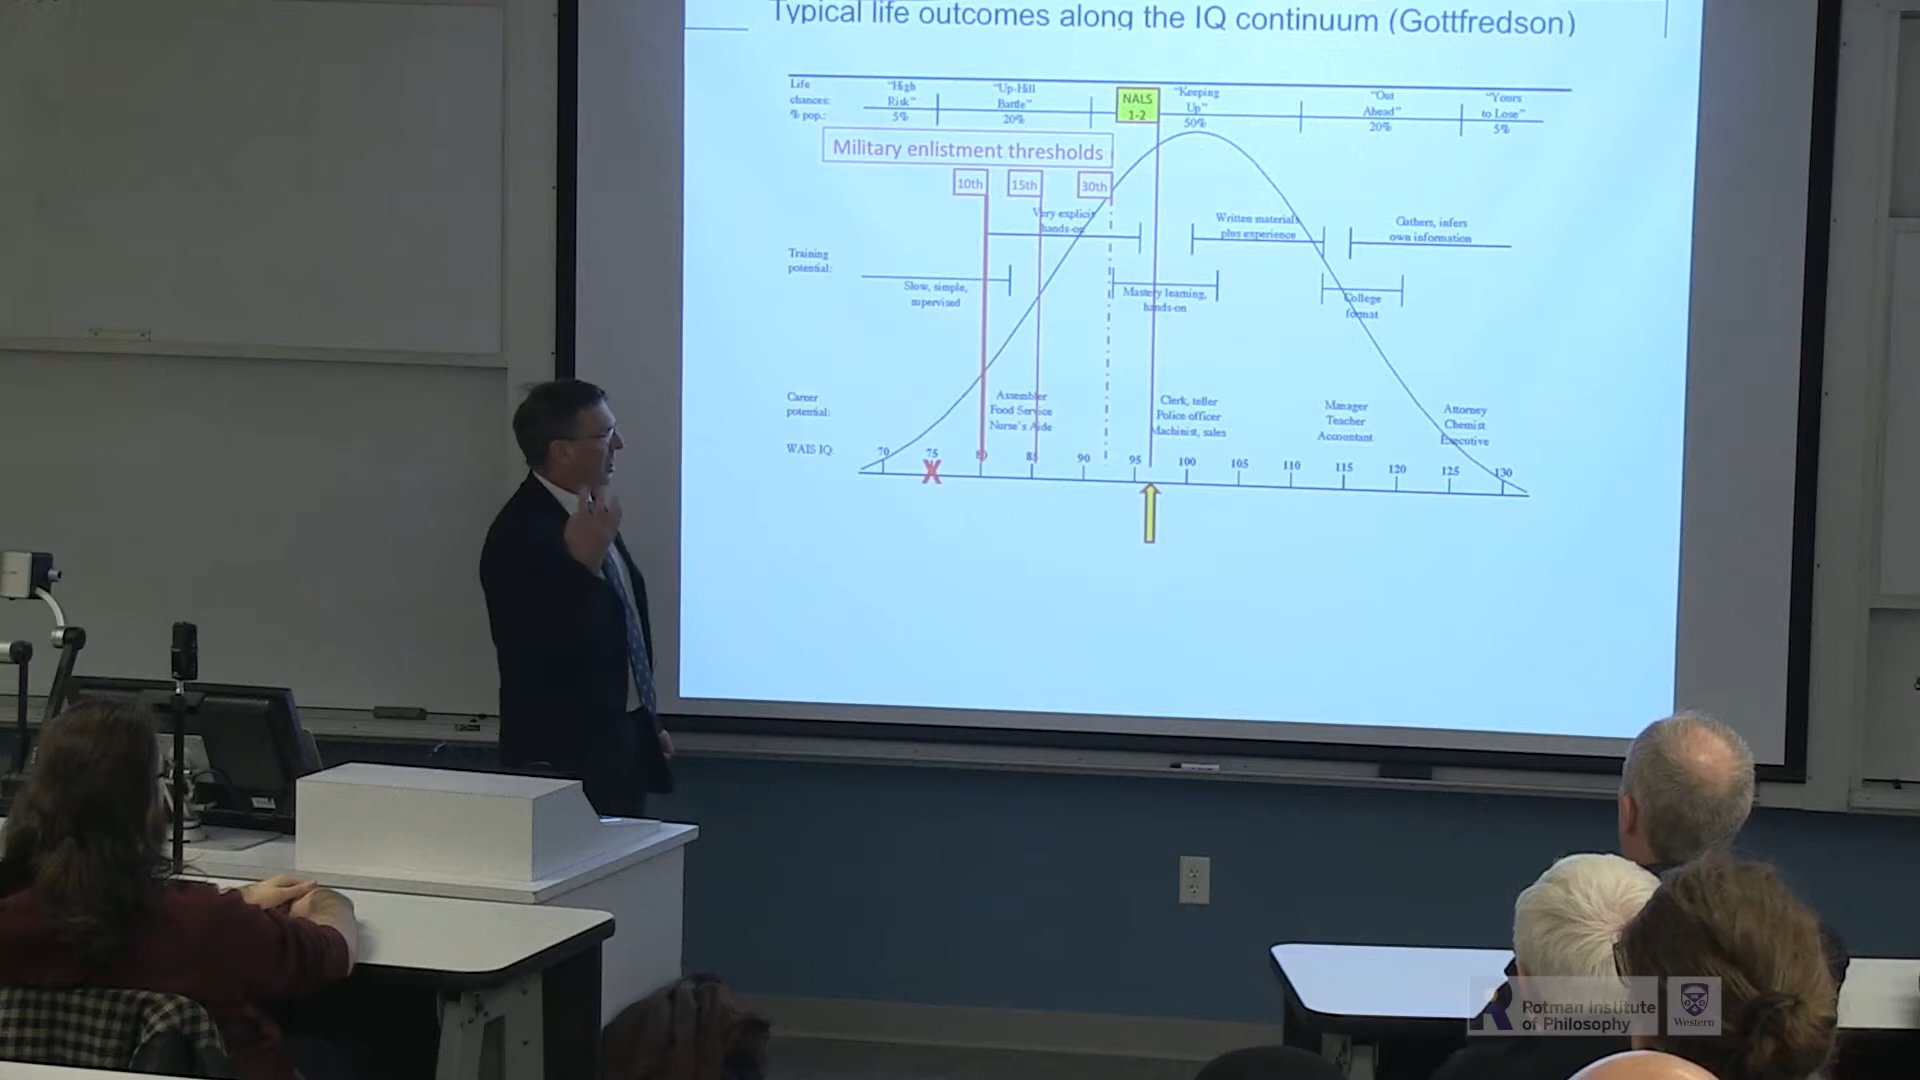 Typical life outcomes along the IQ continuum (Gottfredson)
Life
chances:
% pop.:
"High
Risk"
5%
"Up-Hill
Battle"
20%
NALS
1-2
"Keeping
Up"
50%
"Out
Ahead"
20%
"Yours
to Lose"
5%
Military enlistment thresholds
10th
15th
30th
Very explicit
hands-on
Written materials
plus experience
Gathers, infers
own information
Training
potential:
Slow, simple,
supervised
Mastery learning,
hands-on
College
format
Career
potential:
Assembler
Food Service
Nurse's Aide
Clerk, teller
Police officer
Machinist, sales
Manager
Teacher
Accountant
Attorney
Chemist
Executive
WAIS IQ
70 75 80 85 90 95 100 105 110 115 120 125 130
X
Rotman Institute
of Philosophy
Western